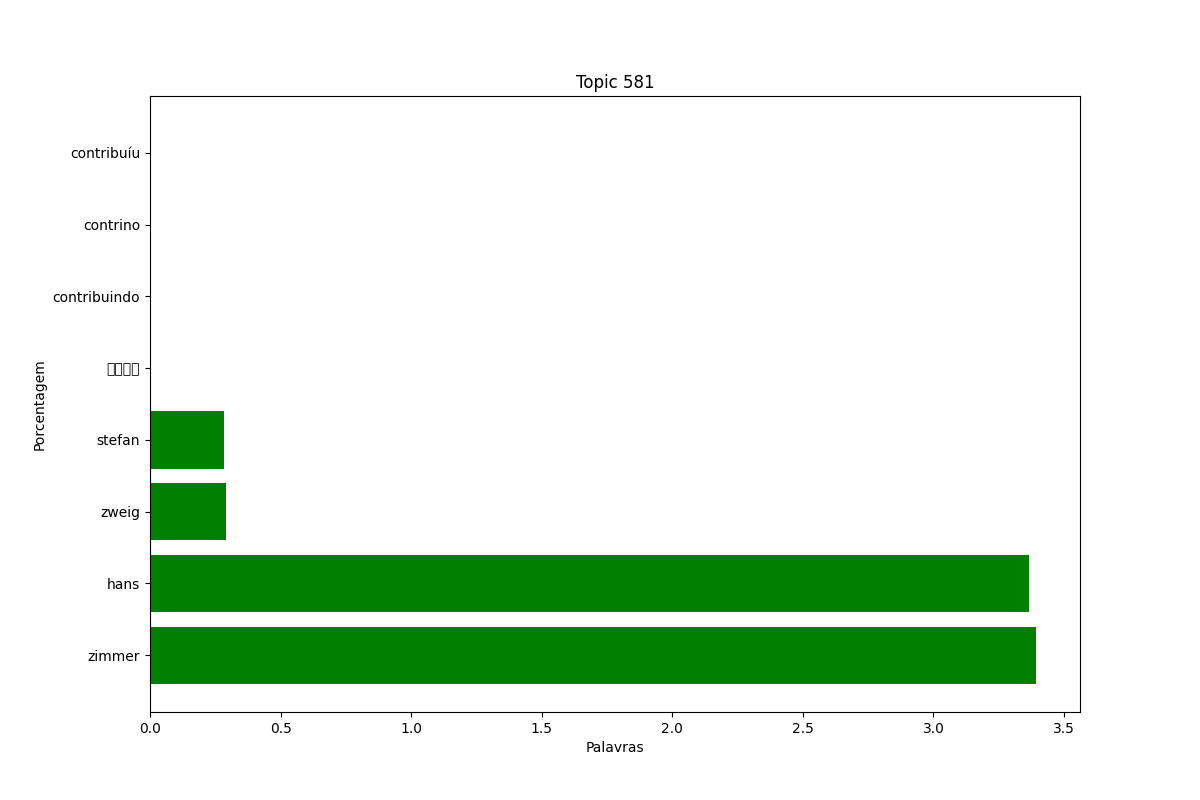 Topic 581
contribuíu
contrino
contribuindo
stefan
zweig
hans
zimmer
Porcentagem
0.0 0.5 1.0 1.5 2.0 2.5 3.0 3.5
Palavras